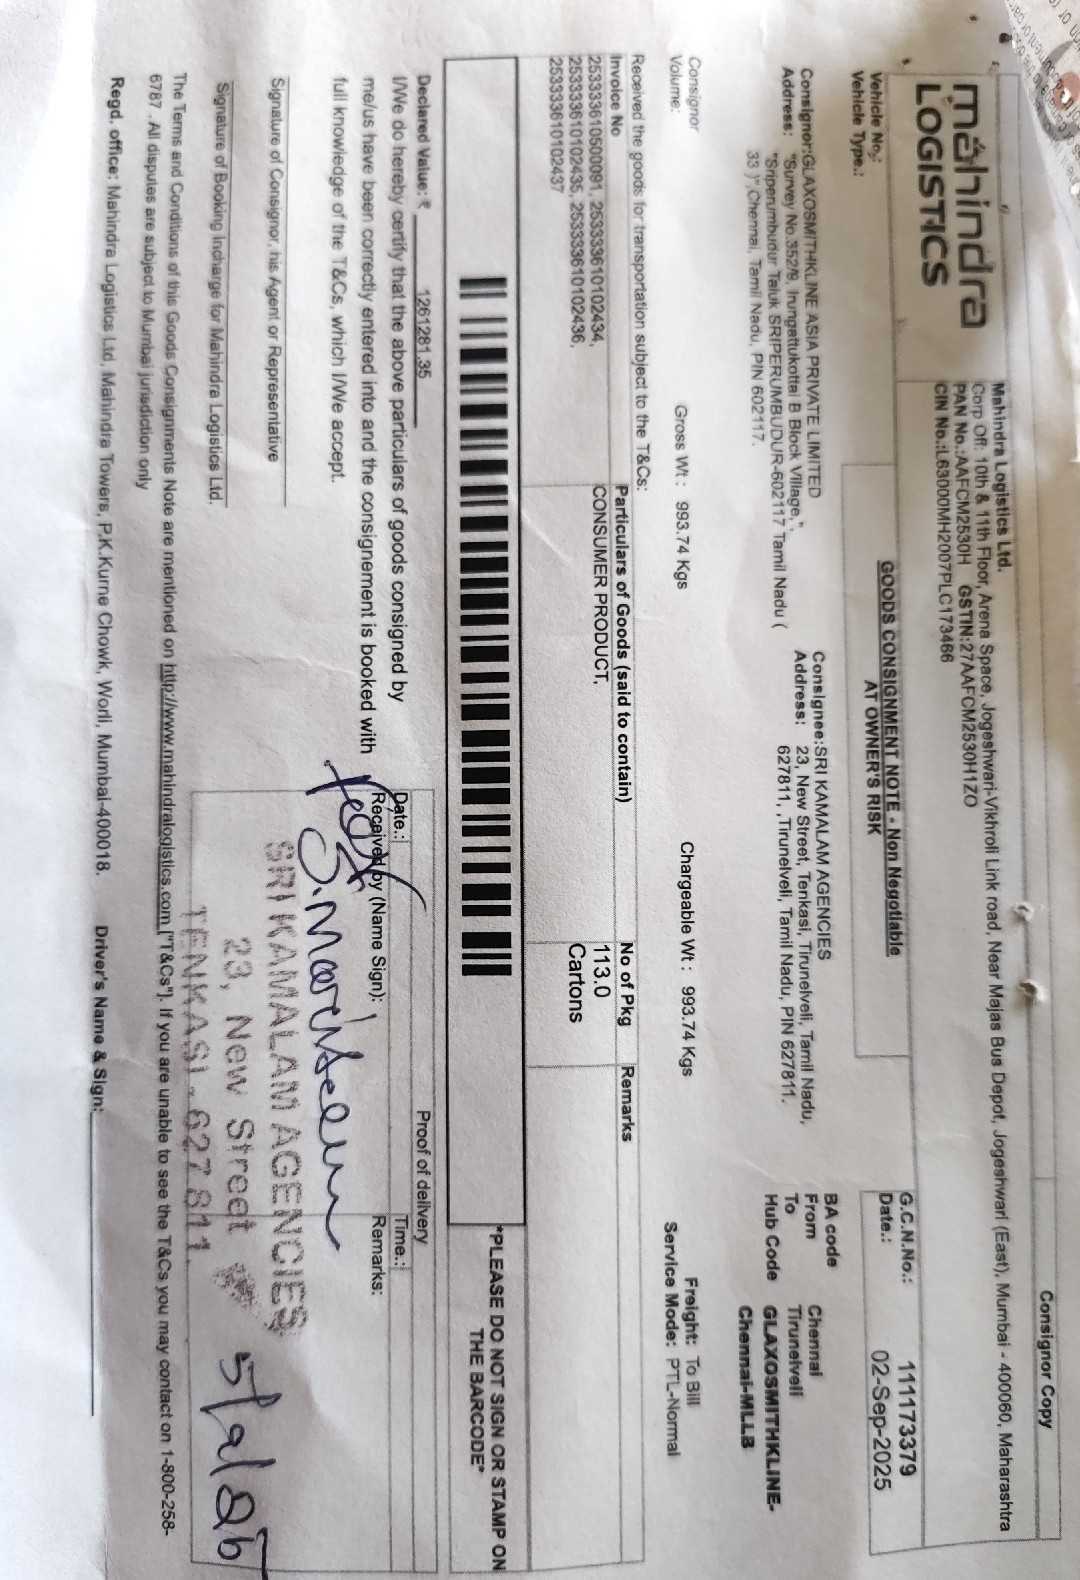 Consignor Copy
mahindra
LOGISTICS
Mahindra Logistics Ltd.
Corp Off: 10th & 11th Floor, Arena Space, Jogeshwari-Vikhroli Link road, Near Majas Bus Depot, Jogeshwari (East), Mumbai - 400060, Maharashtra
PAN No.:AAFCM2530H GSTIN:27AAFCM2530H1ZO
CIN No.:L63000MH2007PLC173466
Vehicle No.:
Vehicle Type.:
GOODS CONSIGNMENT NOTE - Non Negotiable
AT OWNER'S RISK
G.C.N.No.: 111173379
Date.: 02-Sep-2025
Consignor:GLAXOSMITHKLINE ASIA PRIVATE LIMITED
Address: "Survey No.352/9, Irungattukottai B Block Village,",
"Sriperumbudur Taluk SRIPERUMBUDUR-602117 Tamil Nadu (
33 )",Chennai, Tamil Nadu, PIN 602117.
Consignee:SRI KAMALAM AGENCIES
Address: 23, New Street, Tenkasi, Tirunelveli, Tamil Nadu,
627811, ,Tirunelveli, Tamil Nadu, PIN 627811.
BA code
From Chennai
To Tirunelveli
Hub Code GLAXOSMITHKLINE-
Chennai-MLLB
Consignor
Volume:
Gross Wt : 993.74 Kgs
Chargeable Wt : 993.74 Kgs
Freight: To Bill
Service Mode: PTL-Normal
Received the goods for transportation subject to the T&Cs:
Invoice No
Particulars of Goods (said to contain)
No of Pkg
Remarks
253333610500091, 253333610102434,
253333610102435, 253333610102436,
253333610102437
CONSUMER PRODUCT,
113.0
Cartons
*PLEASE DO NOT SIGN OR STAMP ON
THE BARCODE*
Declared Value: ₹ 1261281.35
I/We do hereby certify that the above particulars of goods consigned by
me/us have been correctly entered into and the consignement is booked with
full knowledge of the T&Cs, which I/We accept.
Proof of delivery
Date.:
Time.:
Received by (Name Sign):
Remarks:
SRI KAMALAM AGENCIES
23, New Street
TENKASI - 627 811.
5/9/25
Signature of Consignor, his Agent or Representative
Signature of Booking Incharge for Mahindra Logistics Ltd.
The Terms and Conditions of this Goods Consignments Note are mentioned on http://www.mahindralogistics.com ["T&Cs"]. If you are unable to see the T&Cs you may contact on 1-800-258-
6787 . All disputes are subject to Mumbai jurisdiction only
Regd. office: Mahindra Logistics Ltd, Mahindra Towers, P.K.Kurne Chowk, Worli, Mumbai-400018.
Driver's Name & Sign: